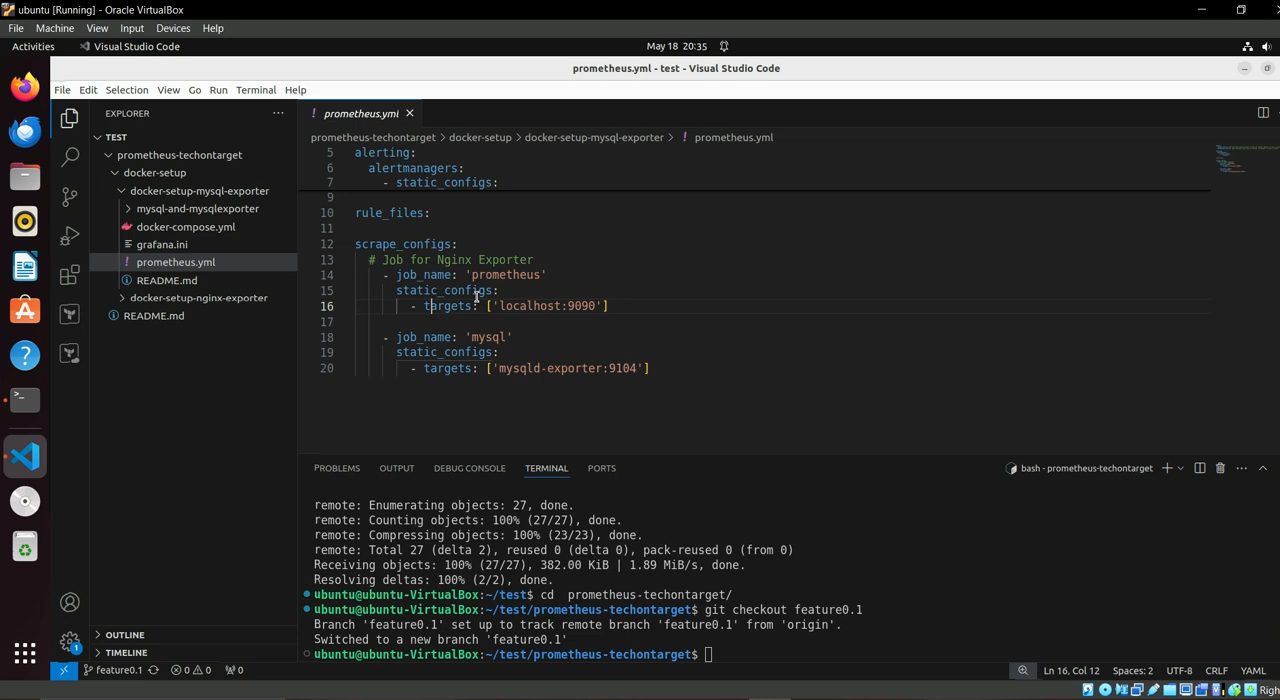 ubuntu [Running] - Oracle VirtualBox
File Machine View Input Devices Help
Activities Visual Studio Code May 18 20:35
prometheus.yml - test - Visual Studio Code
File Edit Selection View Go Run Terminal Help
EXPLORER
TEST
prometheus-techontarget
docker-setup
docker-setup-mysql-exporter
mysql-and-mysqlexporter
docker-compose.yml
grafana.ini
prometheus.yml
README.md
docker-setup-nginx-exporter
README.md
OUTLINE
TIMELINE
! prometheus.yml
prometheus-techontarget > docker-setup > docker-setup-mysql-exporter > ! prometheus.yml
5 alerting:
6 alertmanagers:
7 - static_configs:
9
10 rule_files:
11
12 scrape_configs:
13 # Job for Nginx Exporter
14 - job_name: 'prometheus'
15 static_configs:
16 - targets: ['localhost:9090']
17
18 - job_name: 'mysql'
19 static_configs:
20 - targets: ['mysqld-exporter:9104']
PROBLEMS OUTPUT DEBUG CONSOLE TERMINAL PORTS
bash - prometheus-techontarget
remote: Enumerating objects: 27, done.
remote: Counting objects: 100% (27/27), done.
remote: Compressing objects: 100% (23/23), done.
remote: Total 27 (delta 2), reused 0 (delta 0), pack-reused 0 (from 0)
Receiving objects: 100% (27/27), 382.00 KiB | 1.89 MiB/s, done.
Resolving deltas: 100% (2/2), done.
ubuntu@ubuntu-VirtualBox:~/test$ cd  prometheus-techontarget/
ubuntu@ubuntu-VirtualBox:~/test/prometheus-techontarget$ git checkout feature0.1
Branch 'feature0.1' set up to track remote branch 'feature0.1' from 'origin'.
Switched to a new branch 'feature0.1'
ubuntu@ubuntu-VirtualBox:~/test/prometheus-techontarget$
1
feature0.1 0 0 0 Ln 16, Col 12 Spaces: 2 UTF-8 CRLF YAML
Righ